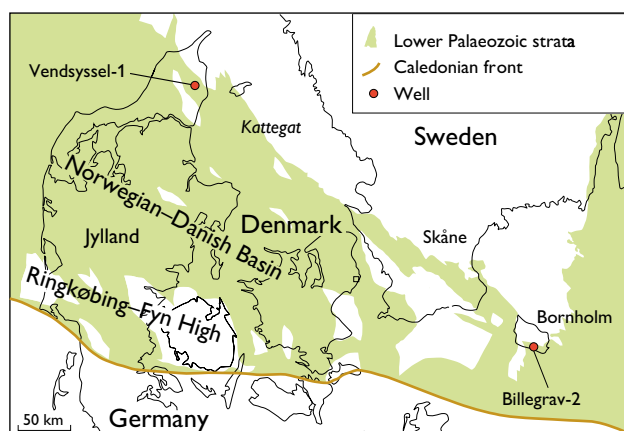 Lower Palaeozoic strata
Caledonian front
Well
Vendsyssel-1
Kattegat
Sweden
Norwegian–Danish Basin
Denmark
Jylland
Skåne
Ringkøbing–Fyn High
Bornholm
Billegrav-2
50 km
Germany